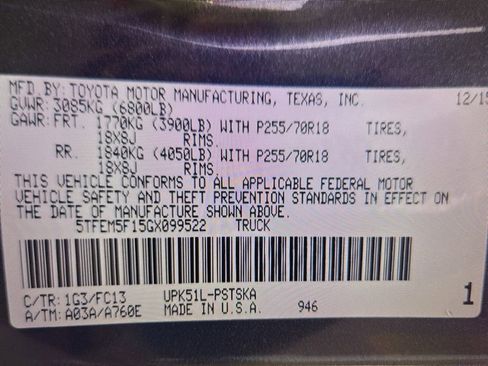 MFD BY: TOYOTA MOTOR MANUFACTURING, TEXAS, INC. 12/15
GVWR: 3085KG (6800LB)
GAWR: FRT. 1770KG (3900LB) WITH P255/70R18 TIRES,
18X8J RIMS.
RR. 1840KG (4050LB) WITH P255/70R18 TIRES,
18X8J RIMS.
THIS VEHICLE CONFORMS TO ALL APPLICABLE FEDERAL MOTOR
VEHICLE SAFETY AND THEFT PREVENTION STANDARDS IN EFFECT ON
THE DATE OF MANUFACTURE SHOWN ABOVE.
5TFEM5F15GX099522 TRUCK
C/TR: 1G3/FC13 UPK51L-PSTSKA
A/TM: A03A/A760E MADE IN U.S.A. 946 1